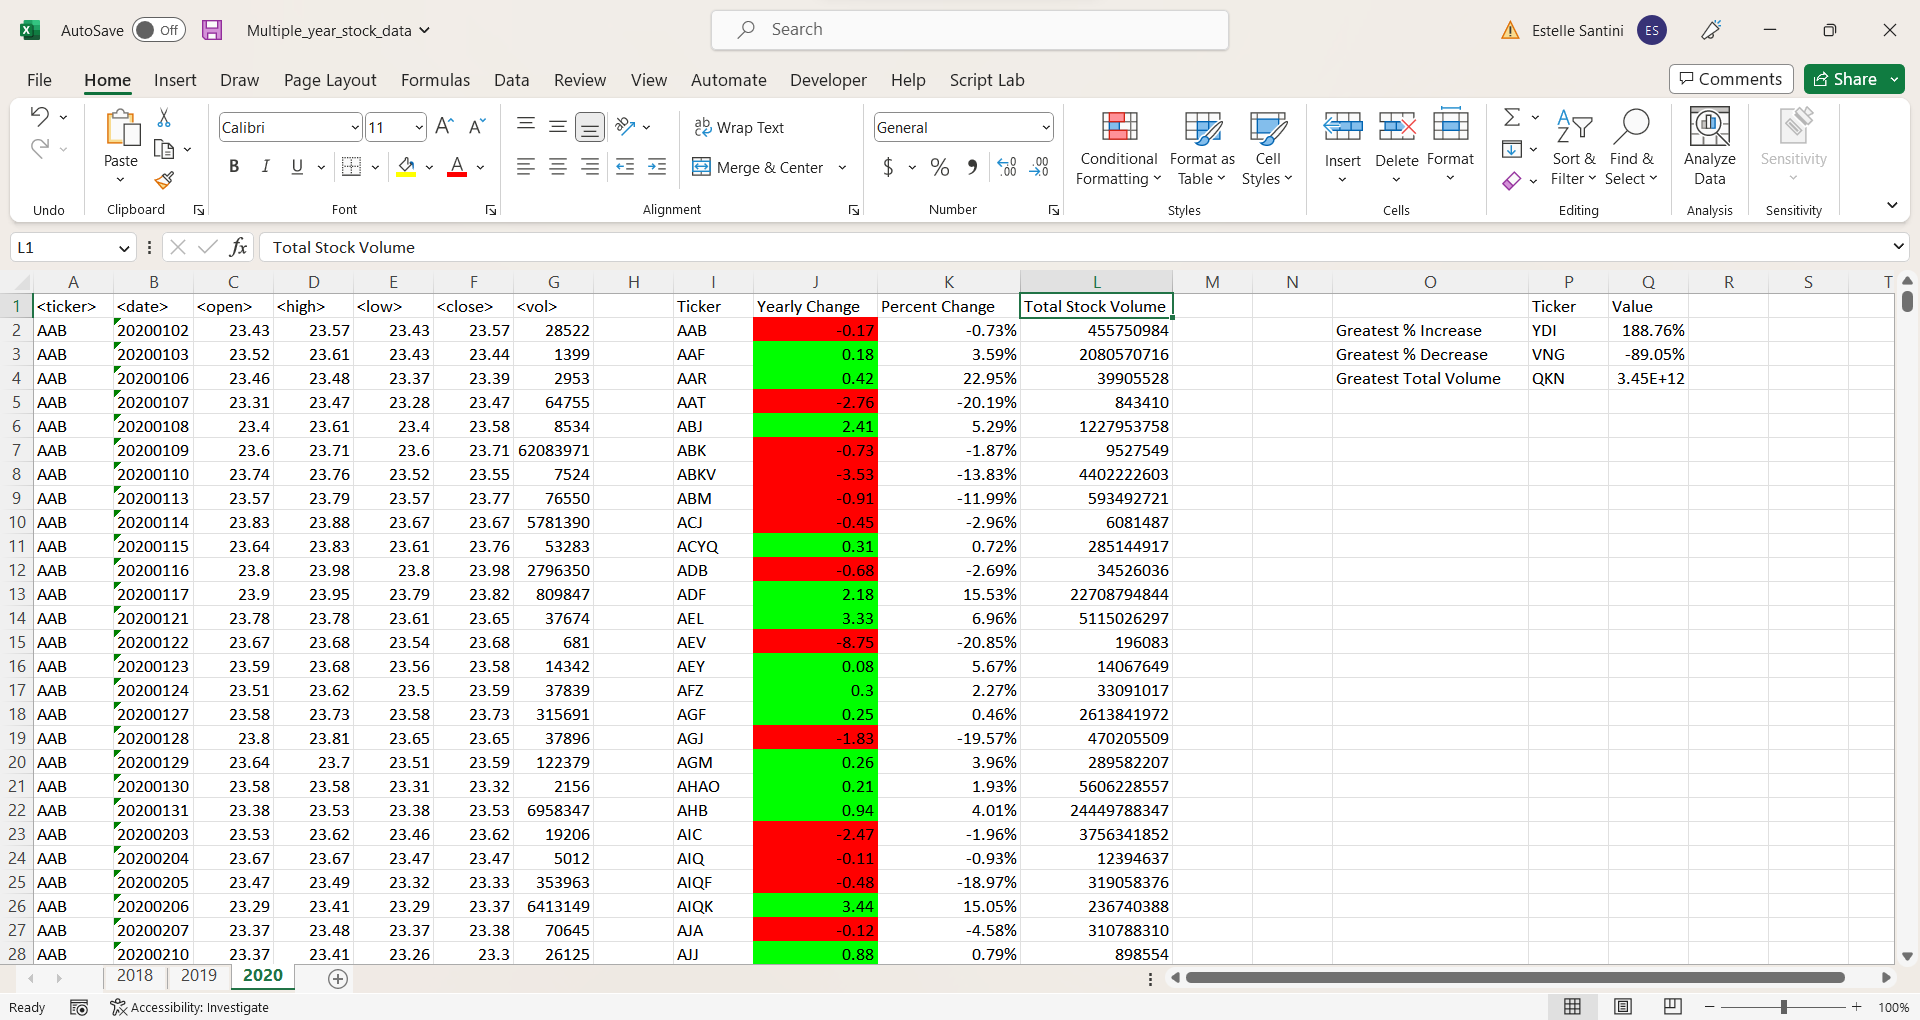 AutoSave Off Multiple_year_stock_data Search Estelle Santini ES
File Home Insert Draw Page Layout Formulas Data Review View Automate Developer Help Script Lab Comments Share
Calibri 11 Wrap Text General
Paste B I U A Merge & Center $ % Conditional Formatting Format as Table Cell Styles Insert Delete Format Sort & Filter Find & Select Analyze Data Sensitivity
Undo Clipboard Font Alignment Number Styles Cells Editing Analysis Sensitivity
L1 fx Total Stock Volume
A B C D E F G H I J K L M N O P Q R S T
1 <ticker> <date> <open> <high> <low> <close> <vol> Ticker Yearly Change Percent Change Total Stock Volume Ticker Value
2 AAB 20200102 23.43 23.57 23.43 23.57 28522 AAB -0.17 -0.73% 455750984 Greatest % Increase YDI 188.76%
3 AAB 20200103 23.52 23.61 23.43 23.44 1399 AAF 0.18 3.59% 2080570716 Greatest % Decrease VNG -89.05%
4 AAB 20200106 23.46 23.48 23.37 23.39 2953 AAR 0.42 22.95% 39905528 Greatest Total Volume QKN 3.45E+12
5 AAB 20200107 23.31 23.47 23.28 23.47 64755 AAT -2.76 -20.19% 843410
6 AAB 20200108 23.4 23.61 23.4 23.58 8534 ABJ 2.41 5.29% 1227953758
7 AAB 20200109 23.6 23.71 23.6 23.71 62083971 ABK -0.73 -1.87% 9527549
8 AAB 20200110 23.74 23.76 23.52 23.55 7524 ABKV -3.53 -13.83% 4402222603
9 AAB 20200113 23.57 23.79 23.57 23.77 76550 ABM -0.91 -11.99% 593492721
10 AAB 20200114 23.83 23.88 23.67 23.67 5781390 ACJ -0.45 -2.96% 6081487
11 AAB 20200115 23.64 23.83 23.61 23.76 53283 ACYQ 0.31 0.72% 285144917
12 AAB 20200116 23.8 23.98 23.8 23.98 2796350 ADB -0.68 -2.69% 34526036
13 AAB 20200117 23.9 23.95 23.79 23.82 809847 ADF 2.18 15.53% 22708794844
14 AAB 20200121 23.78 23.78 23.61 23.65 37674 AEL 3.33 6.96% 5115026297
15 AAB 20200122 23.67 23.68 23.54 23.68 681 AEV -8.75 -20.85% 196083
16 AAB 20200123 23.59 23.68 23.56 23.58 14342 AEY 0.08 5.67% 14067649
17 AAB 20200124 23.51 23.62 23.5 23.59 37839 AFZ 0.3 2.27% 33091017
18 AAB 20200127 23.58 23.73 23.58 23.73 315691 AGF 0.25 0.46% 2613841972
19 AAB 20200128 23.8 23.81 23.65 23.65 37896 AGJ -1.83 -19.57% 470205509
20 AAB 20200129 23.64 23.7 23.51 23.59 122379 AGM 0.26 3.96% 289582207
21 AAB 20200130 23.58 23.58 23.31 23.32 2156 AHAO 0.21 1.93% 5606228557
22 AAB 20200131 23.38 23.53 23.38 23.53 6958347 AHB 0.94 4.01% 24449788347
23 AAB 20200203 23.53 23.62 23.46 23.62 19206 AIC -2.47 -1.96% 3756341852
24 AAB 20200204 23.67 23.67 23.47 23.47 5012 AIQ -0.11 -0.93% 12394637
25 AAB 20200205 23.47 23.49 23.32 23.33 353963 AIQF -0.48 -18.97% 319058376
26 AAB 20200206 23.29 23.41 23.29 23.37 6413149 AIQK 3.44 15.05% 236740388
27 AAB 20200207 23.37 23.48 23.37 23.38 70645 AJA -0.12 -4.58% 310788310
28 AAB 20200210 23.37 23.41 23.26 23.3 26125 AJJ 0.88 0.79% 898554
2018 2019 2020
Ready Accessibility: Investigate 100%